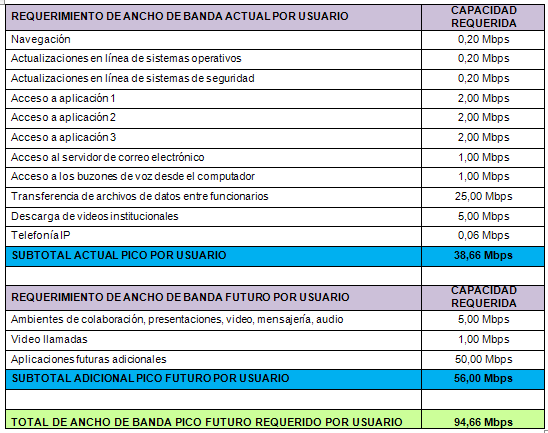 REQUERIMIENTO DE ANCHO DE BANDA ACTUAL POR USUARIO CAPACIDAD REQUERIDA
Navegación 0,20 Mbps
Actualizaciones en línea de sistemas operativos 0,20 Mbps
Actualizaciones en línea de sistemas de seguridad 0,20 Mbps
Acceso a aplicación 1 2,00 Mbps
Acceso a aplicación 2 2,00 Mbps
Acceso a aplicación 3 2,00 Mbps
Acceso al servidor de correo electrónico 1,00 Mbps
Acceso a los buzones de voz desde el computador 1,00 Mbps
Transferencia de archivos de datos entre funcionarios 25,00 Mbps
Descarga de videos institucionales 5,00 Mbps
Telefonía IP 0,06 Mbps
SUBTOTAL ACTUAL PICO POR USUARIO 38,66 Mbps
REQUERIMIENTO DE ANCHO DE BANDA FUTURO POR USUARIO CAPACIDAD REQUERIDA
Ambientes de colaboración, presentaciones, video, mensajería, audio 5,00 Mbps
Video llamadas 1,00 Mbps
Aplicaciones futuras adicionales 50,00 Mbps
SUBTOTAL ADICIONAL PICO FUTURO POR USUARIO 56,00 Mbps
TOTAL DE ANCHO DE BANDA PICO FUTURO REQUERIDO POR USUARIO 94,66 Mbps